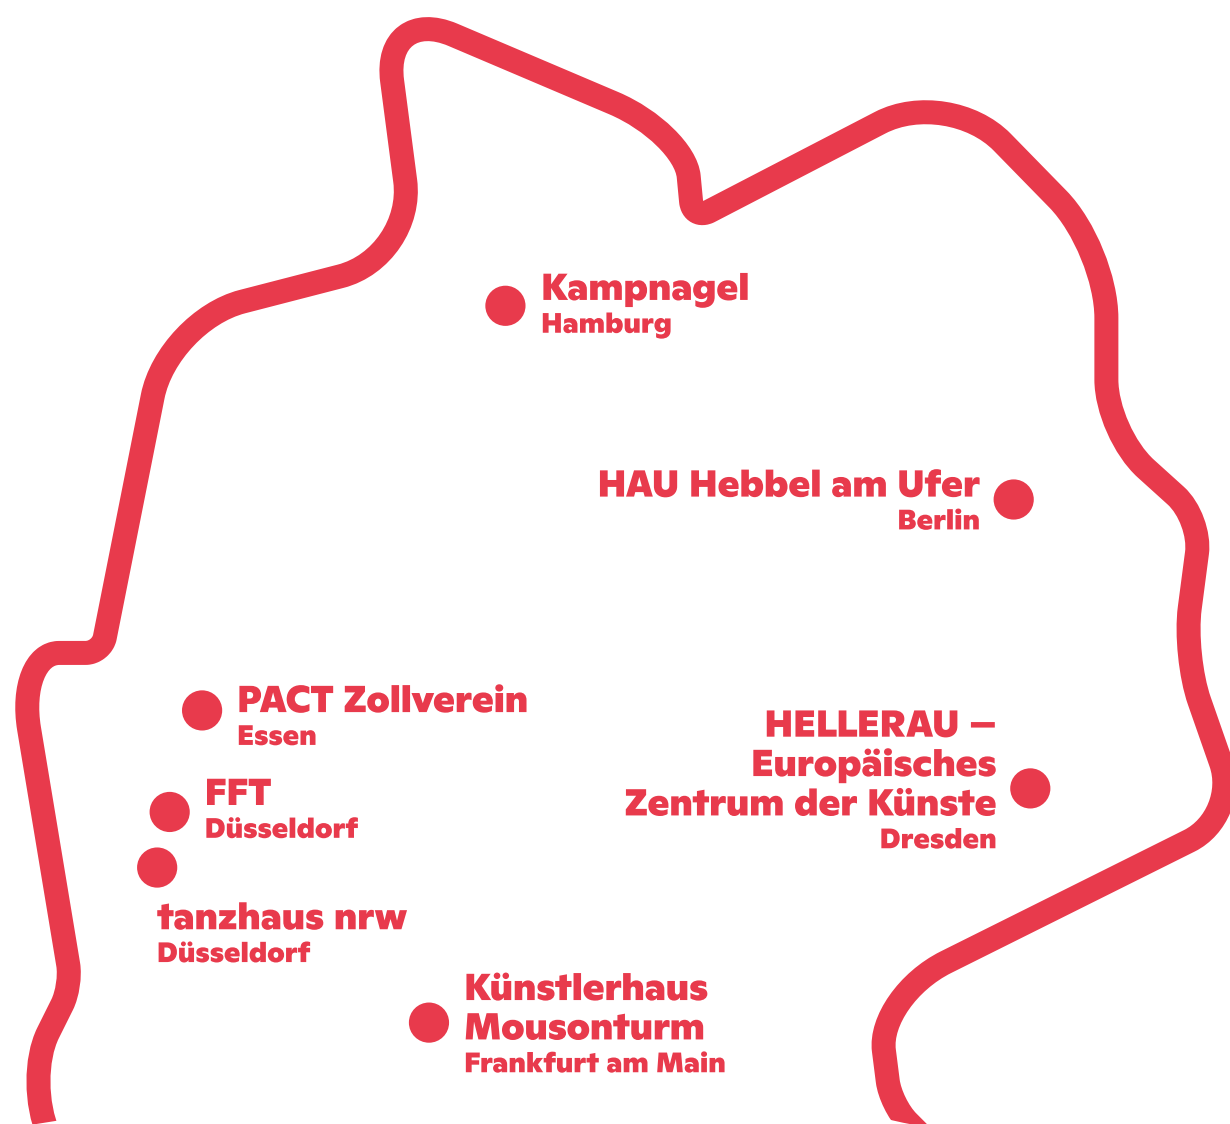 Kampnagel
Hamburg
HAU Hebbel am Ufer
Berlin
PACT Zollverein
Essen
HELLERAU –
Europäisches
Zentrum der Künste
Dresden
FFT
Düsseldorf
tanzhaus nrw
Düsseldorf
Künstlerhaus
Mousonturm
Frankfurt am Main